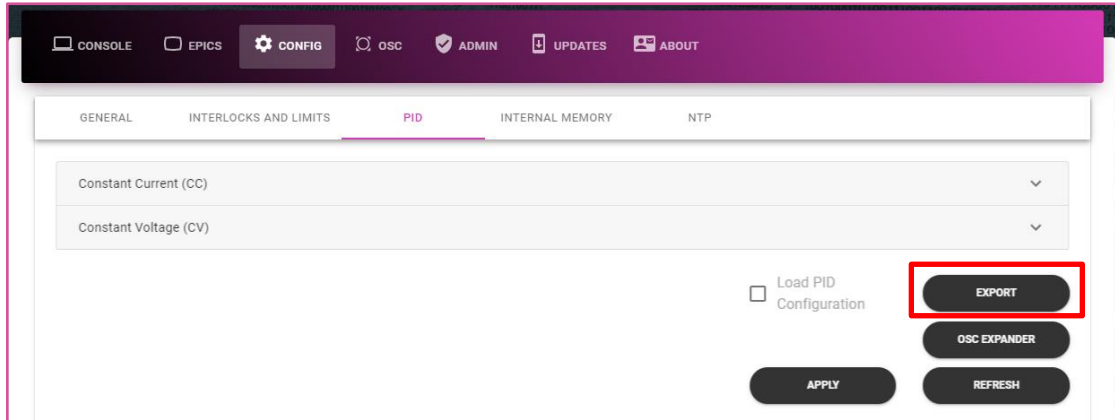 CONSOLE EPICS CONFIG OSC ADMIN UPDATES ABOUT
GENERAL INTERLOCKS AND LIMITS PID INTERNAL MEMORY NTP
Constant Current (CC)
Constant Voltage (CV)
Load PID
Configuration
EXPORT
OSC EXPANDER
APPLY REFRESH